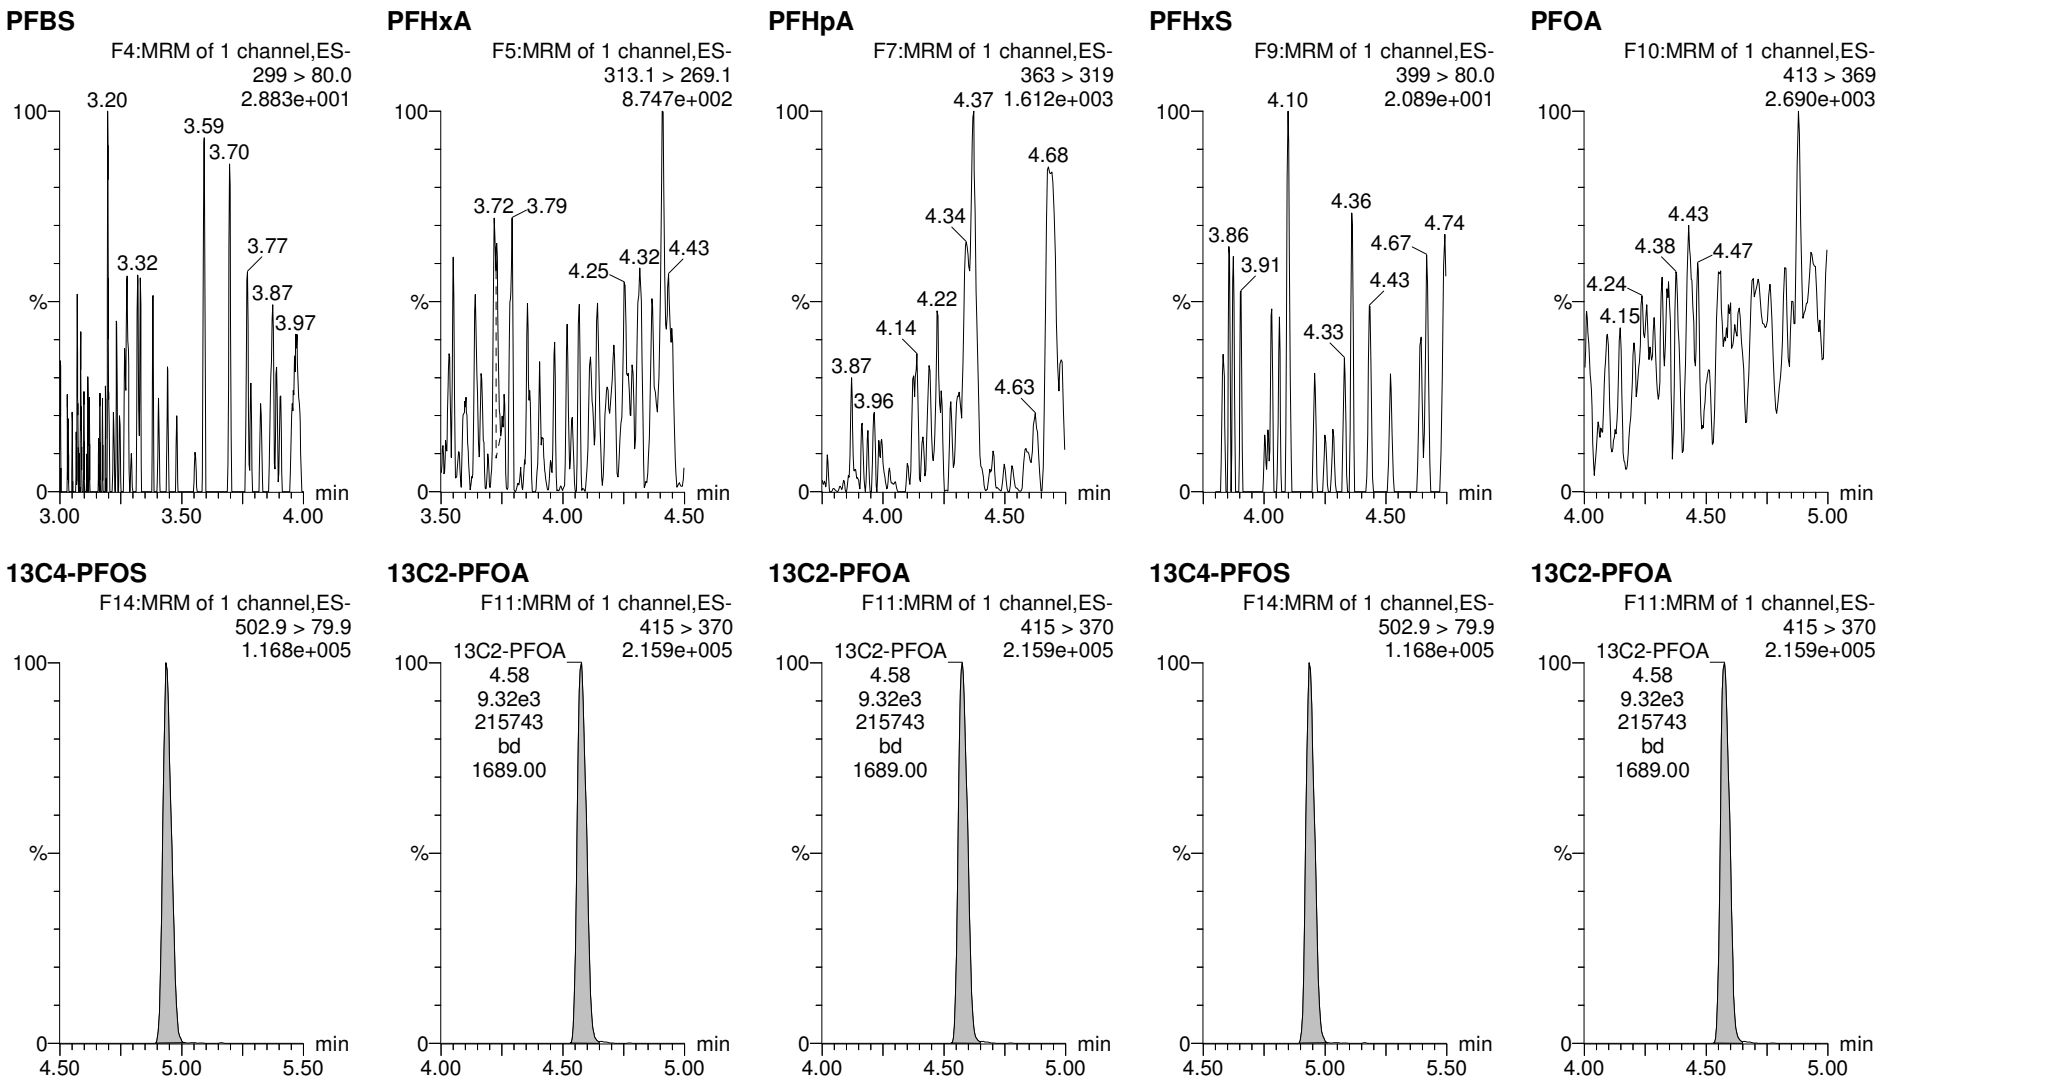 PFBS
F4:MRM of 1 channel,ES-
299 > 80.0
2.883e+001
100
%
0
3.20
3.59
3.70
3.32
3.77
3.87
3.97
min
3.00 3.50 4.00
PFHxA
F5:MRM of 1 channel,ES-
313.1 > 269.1
8.747e+002
100
%
0
3.72
3.79
4.25
4.32
4.43
min
3.50 4.00 4.50
PFHpA
F7:MRM of 1 channel,ES-
363 > 319
4.37 1.612e+003
100
%
0
4.68
4.34
4.22
4.14
3.87
3.96
4.63
min
4.00 4.50
PFHxS
F9:MRM of 1 channel,ES-
399 > 80.0
2.089e+001
100
%
0
4.10
4.36
4.74
3.86
4.67
3.91
4.43
4.33
min
4.00 4.50
PFOA
F10:MRM of 1 channel,ES-
413 > 369
2.690e+003
100
%
0
4.43
4.38
4.47
4.24
4.15
min
4.00 4.50 5.00
13C4-PFOS
F14:MRM of 1 channel,ES-
502.9 > 79.9
1.168e+005
100
%
0
min
4.50 5.00 5.50
13C2-PFOA
F11:MRM of 1 channel,ES-
415 > 370
2.159e+005
13C2-PFOA
4.58
9.32e3
215743
bd
1689.00
100
%
0
min
4.00 4.50 5.00
13C2-PFOA
F11:MRM of 1 channel,ES-
415 > 370
2.159e+005
13C2-PFOA
4.58
9.32e3
215743
bd
1689.00
100
%
0
min
4.00 4.50 5.00
13C4-PFOS
F14:MRM of 1 channel,ES-
502.9 > 79.9
1.168e+005
100
%
0
min
4.50 5.00 5.50
13C2-PFOA
F11:MRM of 1 channel,ES-
415 > 370
2.159e+005
13C2-PFOA
4.58
9.32e3
215743
bd
1689.00
100
%
0
min
4.00 4.50 5.00